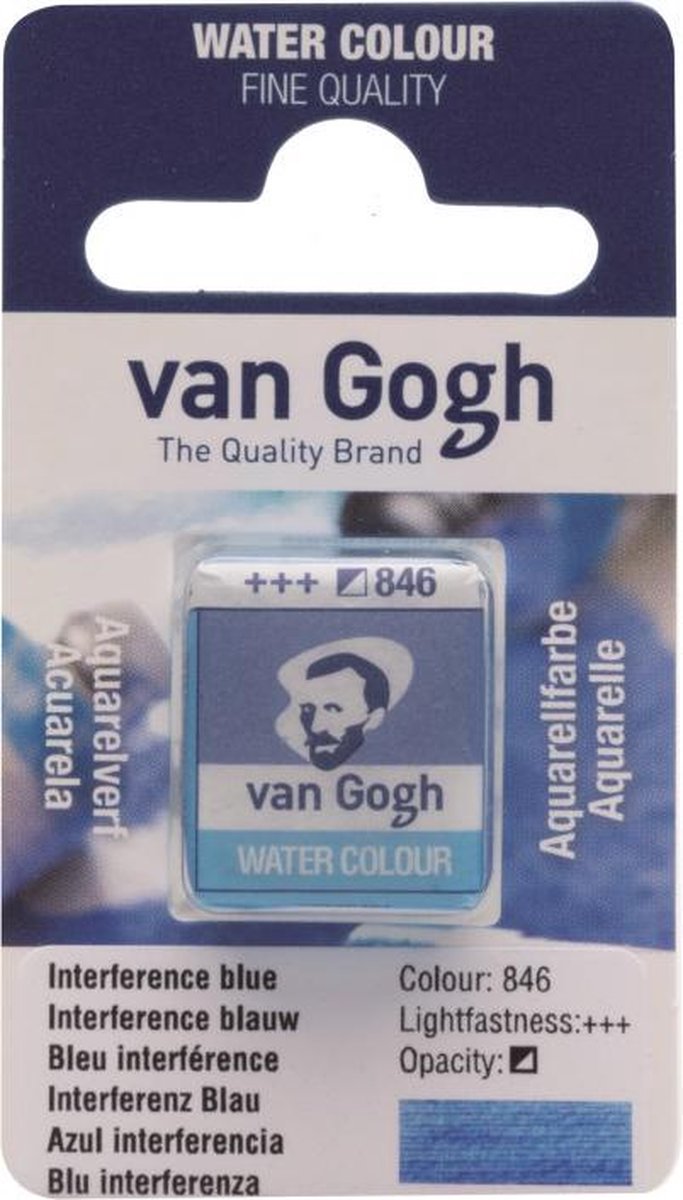 WATER COLOUR
FINE QUALITY
van Gogh
The Quality Brand
+++ 846
van Gogh
WATER COLOUR
Aquarelverf
Acuarela
Aquarellfarbe
Aquarelle
Interference blue
Interference blauw
Bleu interférence
Interferenz Blau
Azul interferencia
Blu interferenza
Colour: 846
Lightfastness:+++
Opacity: